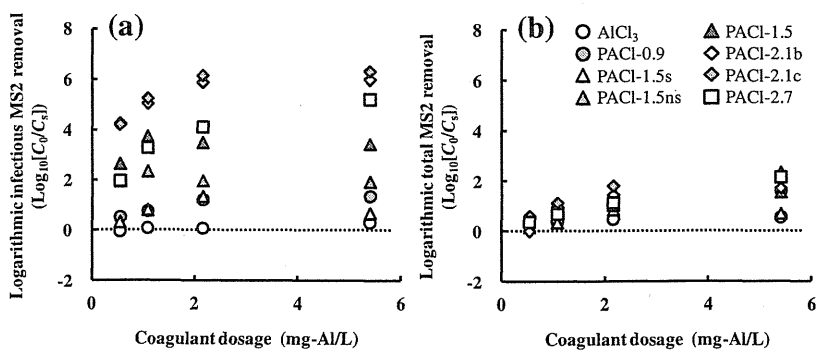 (a)
Logarithmic infectious MS2 removal
(Log10[C0/Cs])
8
6
4
2
0
-2
0
2
4
6
Coagulant dosage (mg-Al/L)
(b)
Logarithmic total MS2 removal
(Log10[C0/Cs])
8
6
4
2
0
-2
0
2
4
6
Coagulant dosage (mg-Al/L)
AlCl3
PACl-0.9
PACl-1.5s
PACl-1.5ns
PACl-1.5
PACl-2.1b
PACl-2.1c
PACl-2.7